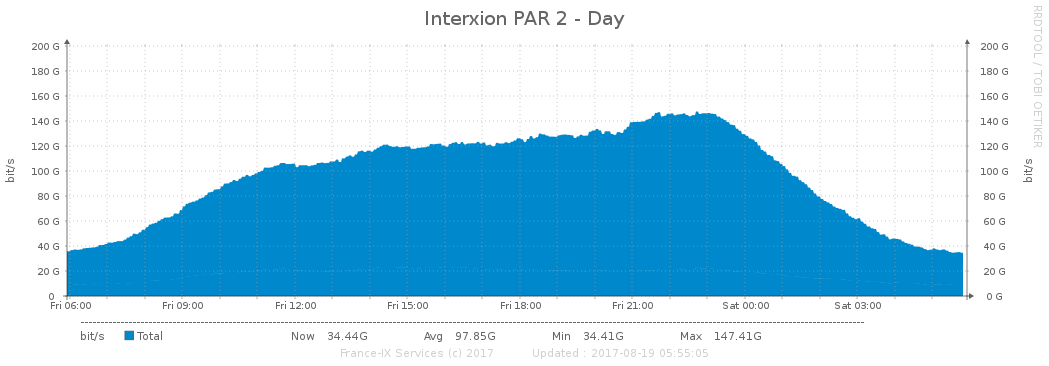 Interxion PAR 2 - Day
RRDTOOL / TOBI OETIKER
200 G 200 G
180 G 180 G
160 G 160 G
140 G 140 G
120 G 120 G
100 G 100 G
80 G 80 G
60 G 60 G
40 G 40 G
20 G 20 G
0 0 G
bit/s bit/s
Fri 06:00 Fri 09:00 Fri 12:00 Fri 15:00 Fri 18:00 Fri 21:00 Sat 00:00 Sat 03:00
bit/s Total Now 34.44G Avg 97.85G Min 34.41G Max 147.41G
France-IX Services (c) 2017 Updated : 2017-08-19 05:55:05